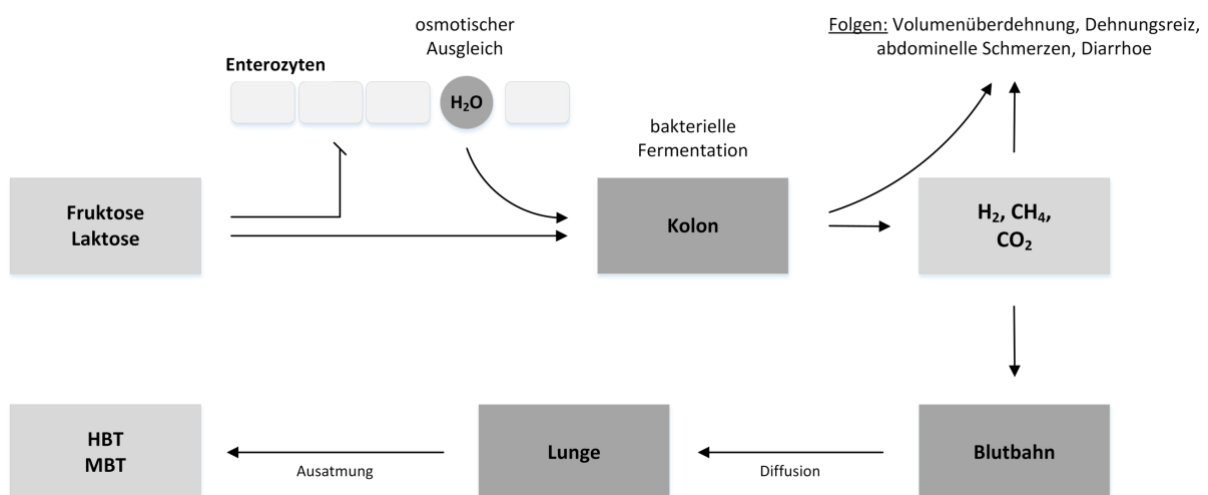 osmotischer
Ausgleich
Folgen: Volumenüberdehnung, Dehnungsreiz,
abdominelle Schmerzen, Diarrhoe
Enterozyten
H₂O
bakterielle
Fermentation
Fruktose
Laktose
Kolon
H₂, CH₄,
CO₂
HBT
MBT
Ausatmung
Lunge
Diffusion
Blutbahn